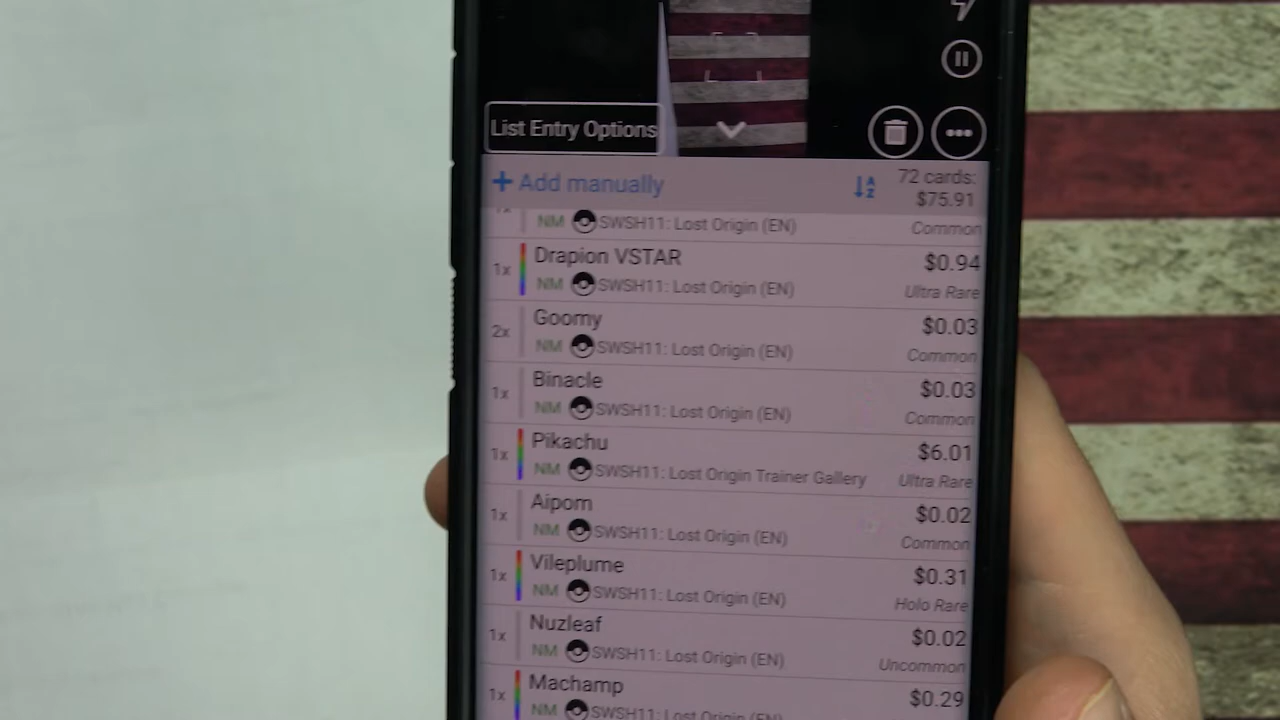 List Entry Options
+ Add manually
72 cards:
$75.91
NM SWSH11: Lost Origin (EN) Common
1x Drapion VSTAR $0.94
NM SWSH11: Lost Origin (EN) Ultra Rare
2x Goomy $0.03
NM SWSH11: Lost Origin (EN) Common
1x Binacle $0.03
NM SWSH11: Lost Origin (EN) Common
1x Pikachu $6.01
NM SWSH11: Lost Origin Trainer Gallery Ultra Rare
1x Aipom $0.02
NM SWSH11: Lost Origin (EN) Common
1x Vileplume $0.31
NM SWSH11: Lost Origin (EN) Holo Rare
1x Nuzleaf $0.02
NM SWSH11: Lost Origin (EN) Uncommon
1x Machamp $0.29
NM SWSH11: Lost Origin (EN)